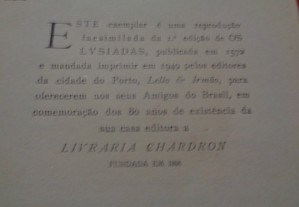 ESTE exemplar é uma reprodução
facsimilada da 1.ª edição de OS
LVSIADAS, publicada em 1572
e mandada imprimir em 1949 pelos editores
da cidade do Porto, Lello & Irmão, para
oferecerem aos seus Amigos do Brasil, em
comemoração dos 80 anos de existência da
sua casa editora a
LIVRARIA CHARDRON
FUNDADA EM